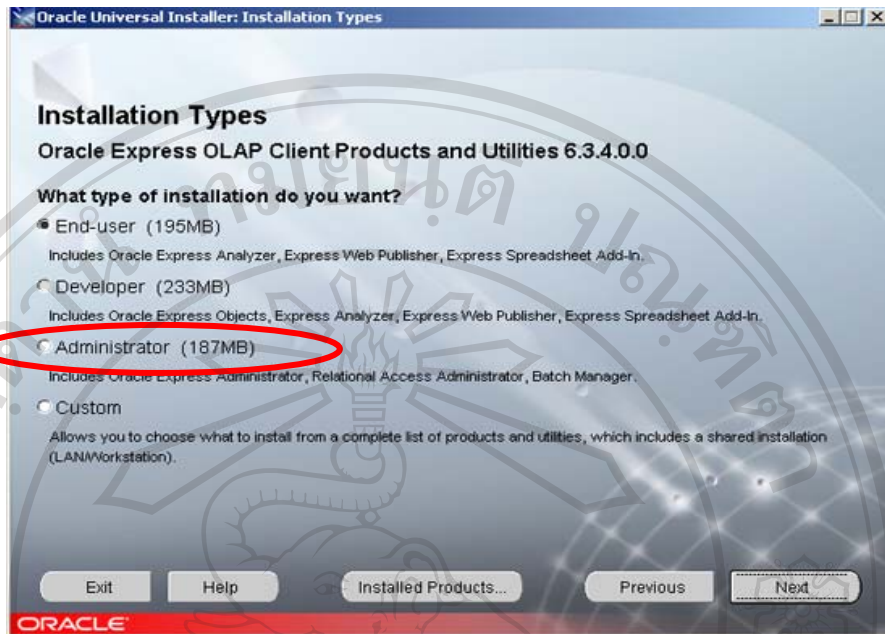 Oracle Universal Installer: Installation Types
Installation Types
Oracle Express OLAP Client Products and Utilities 6.3.4.0.0
What type of installation do you want?
End-user (195MB)
Includes Oracle Express Analyzer, Express Web Publisher, Express Spreadsheet Add-In.
Developer (233MB)
Includes Oracle Express Objects, Express Analyzer, Express Web Publisher, Express Spreadsheet Add-In.
Administrator (187MB)
Includes Oracle Express Administrator, Relational Access Administrator, Batch Manager.
Custom
Allows you to choose what to install from a complete list of products and utilities, which includes a shared installation
(LAN/Workstation).
Exit Help Installed Products... Previous Next
ORACLE